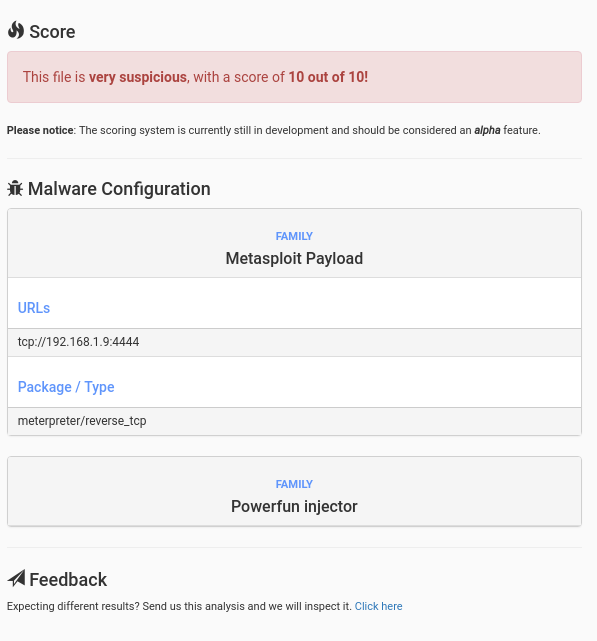 Score
This file is very suspicious, with a score of 10 out of 10!
Please notice: The scoring system is currently still in development and should be considered an alpha feature.
Malware Configuration
FAMILY
Metasploit Payload
URLs
tcp://192.168.1.9:4444
Package / Type
meterpreter/reverse_tcp
FAMILY
Powerfun injector
Feedback
Expecting different results? Send us this analysis and we will inspect it. Click here